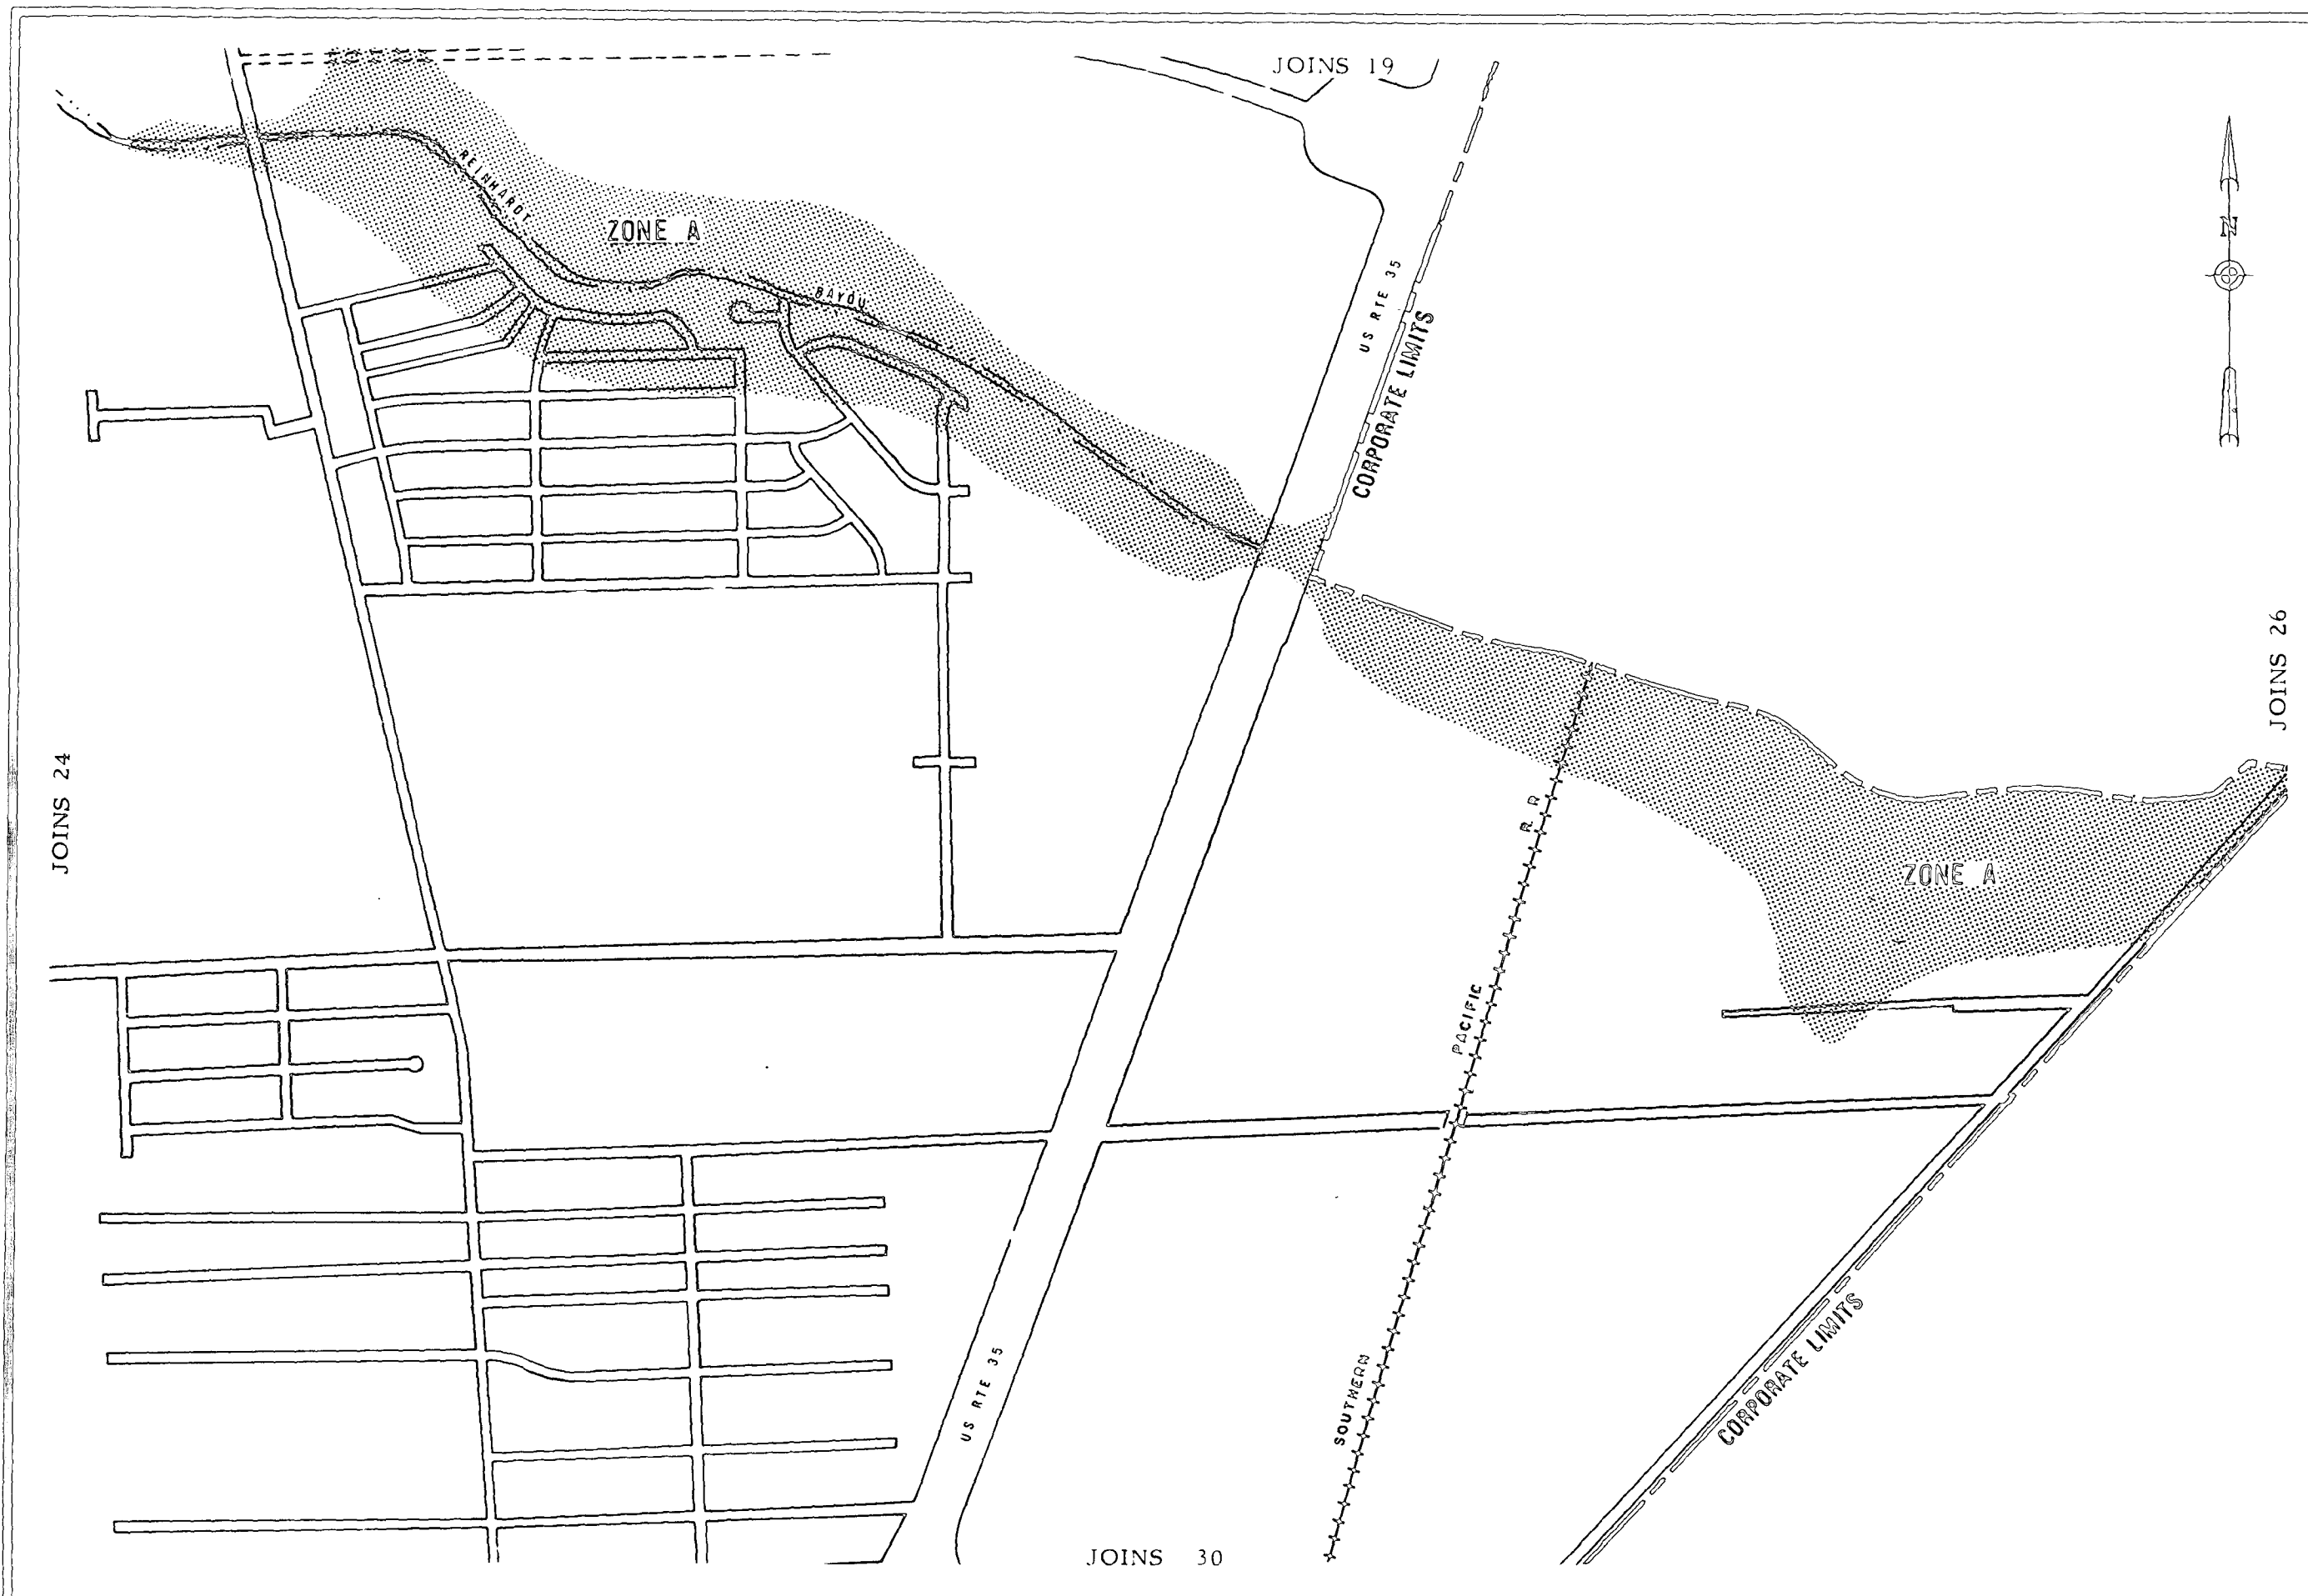 JOINS 19
REINHARDT
ZONE A
N
BAYOU
US RTE 35
CORPORATE LIMITS
JOINS 26
JOINS 24
R R
ZONE A
PACIFIC
CORPORATE LIMITS
US RTE 35
SOUTHERN
JOINS 30